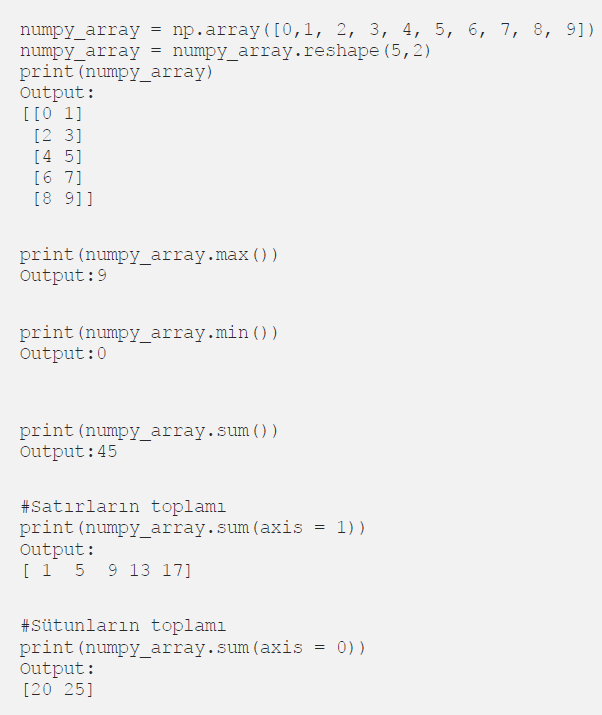 numpy_array = np.array([0,1, 2, 3, 4, 5, 6, 7, 8, 9])
numpy_array = numpy_array.reshape(5,2)
print(numpy_array)
Output:
[[0 1]
 [2 3]
 [4 5]
 [6 7]
 [8 9]]
print(numpy_array.max())
Output:9
print(numpy_array.min())
Output:0
print(numpy_array.sum())
Output:45
#Satırların toplamı
print(numpy_array.sum(axis = 1))
Output:
[ 1  5  9 13 17]
#Sütunların toplamı
print(numpy_array.sum(axis = 0))
Output:
[20 25]